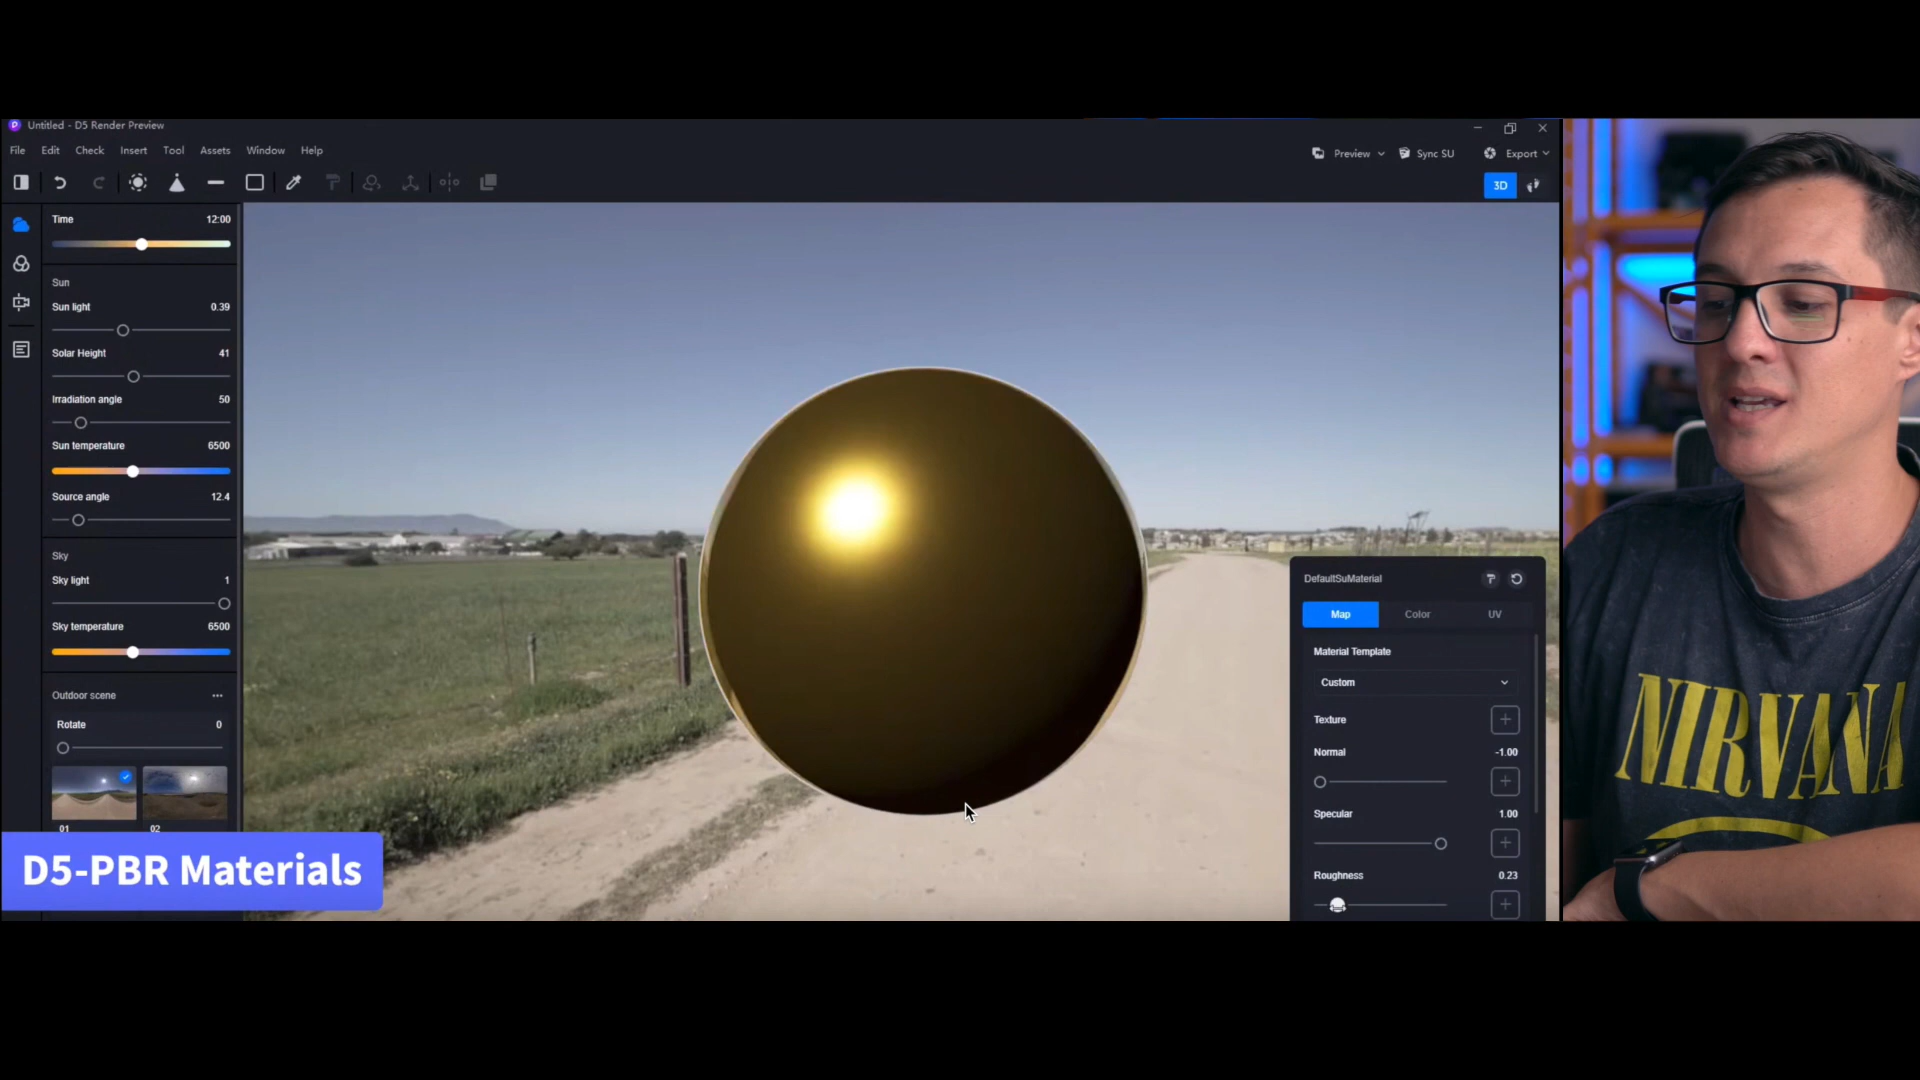 Untitled - D5 Render Preview
File Edit Check Insert Tool Assets Window Help
Preview Sync SU Export
3D
Time 12:00
Sun
Sun light 0.39
Solar Height 41
Irradiation angle 50
Sun temperature 6500
Source angle 12.4
Sky
Sky light 1
Sky temperature 6500
Outdoor scene ...
Rotate 0
01 02
D5-PBR Materials
DefaultSuMaterial
Map Color UV
Material Template
Custom
Texture
Normal -1.00
Specular 1.00
Roughness 0.23
NIRVANA